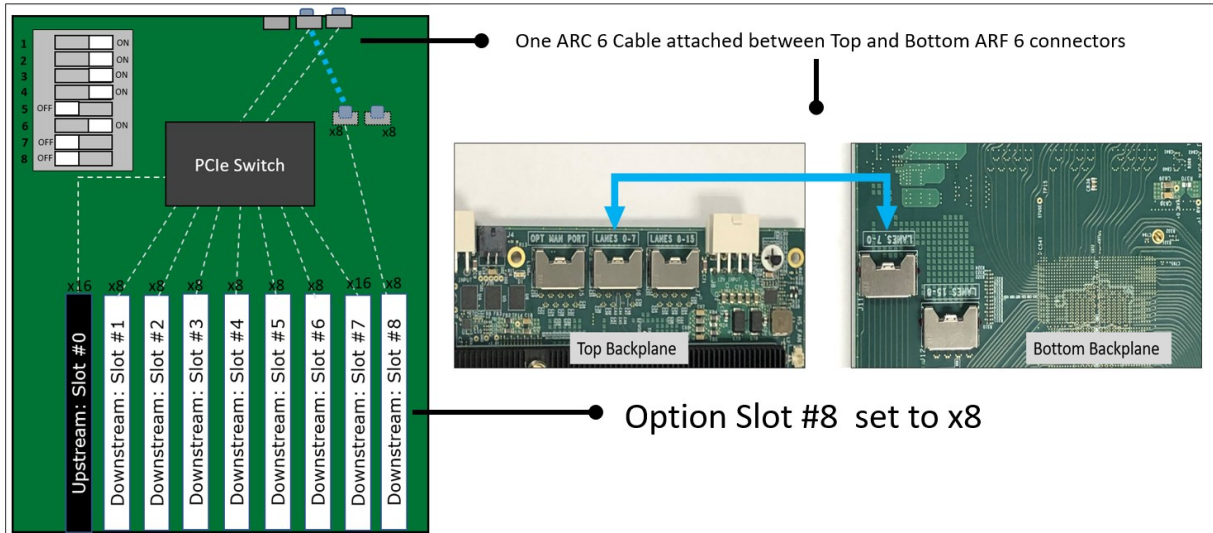 One ARC 6 Cable attached between Top and Bottom ARF 6 connectors
1 ON
2 ON
3 ON
4 ON
5 OFF
6 ON
7 OFF
8 OFF
x8 x8
PCIe Switch
x16 x8 x8 x8 x8 x8 x8 x16 x8
Upstream: Slot #0
Downstream: Slot #1
Downstream: Slot #2
Downstream: Slot #3
Downstream: Slot #4
Downstream: Slot #5
Downstream: Slot #6
Downstream: Slot #7
Downstream: Slot #8
J4
OPT MAN PORT
LANES 0-7
LANES 8-15
Top Backplane
LANES 7-0
LANES 15-8
Bottom Backplane
Option Slot #8 set to x8